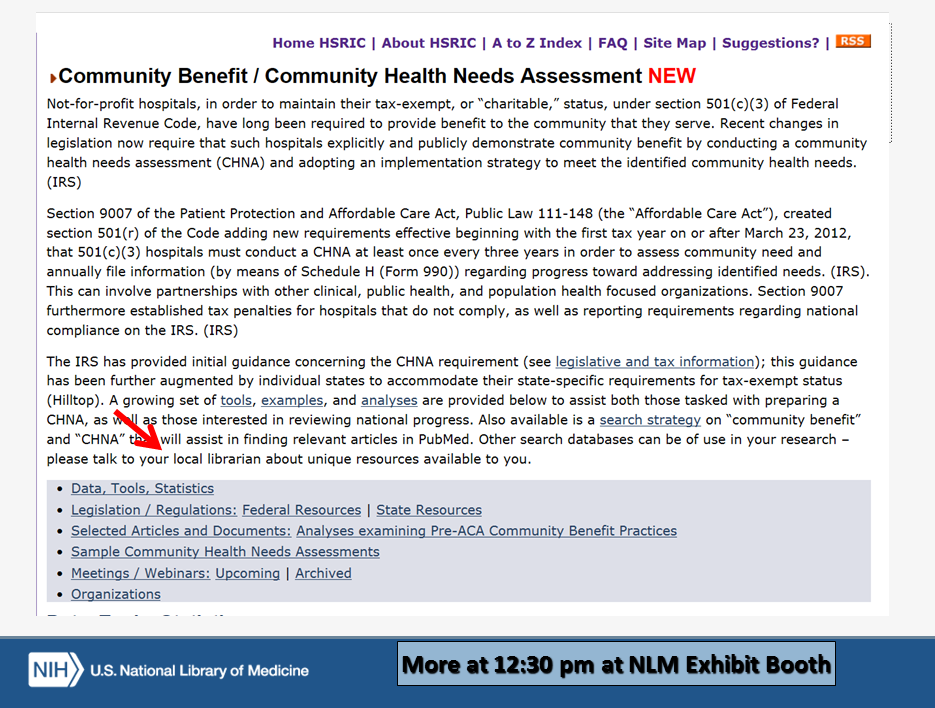 Home HSRIC | About HSRIC | A to Z Index | FAQ | Site Map | Suggestions? | RSS
Community Benefit / Community Health Needs Assessment NEW
Not-for-profit hospitals, in order to maintain their tax-exempt, or “charitable,” status, under section 501(c)(3) of Federal
Internal Revenue Code, have long been required to provide benefit to the community that they serve. Recent changes in
legislation now require that such hospitals explicitly and publicly demonstrate community benefit by conducting a community
health needs assessment (CHNA) and adopting an implementation strategy to meet the identified community health needs.
(IRS)
Section 9007 of the Patient Protection and Affordable Care Act, Public Law 111-148 (the “Affordable Care Act”), created
section 501(r) of the Code adding new requirements effective beginning with the first tax year on or after March 23, 2012,
that 501(c)(3) hospitals must conduct a CHNA at least once every three years in order to assess community need and
annually file information (by means of Schedule H (Form 990)) regarding progress toward addressing identified needs. (IRS).
This can involve partnerships with other clinical, public health, and population health focused organizations. Section 9007
furthermore established tax penalties for hospitals that do not comply, as well as reporting requirements regarding national
compliance on the IRS. (IRS)
The IRS has provided initial guidance concerning the CHNA requirement (see legislative and tax information); this guidance
has been further augmented by individual states to accommodate their state-specific requirements for tax-exempt status
(Hilltop). A growing set of tools, examples, and analyses are provided below to assist both those tasked with preparing a
CHNA, as well as those interested in reviewing national progress. Also available is a search strategy on “community benefit”
and “CHNA” that will assist in finding relevant articles in PubMed. Other search databases can be of use in your research –
please talk to your local librarian about unique resources available to you.
• Data, Tools, Statistics
• Legislation / Regulations: Federal Resources | State Resources
• Selected Articles and Documents: Analyses examining Pre-ACA Community Benefit Practices
• Sample Community Health Needs Assessments
• Meetings / Webinars: Upcoming | Archived
• Organizations
NIH U.S. National Library of Medicine
More at 12:30 pm at NLM Exhibit Booth